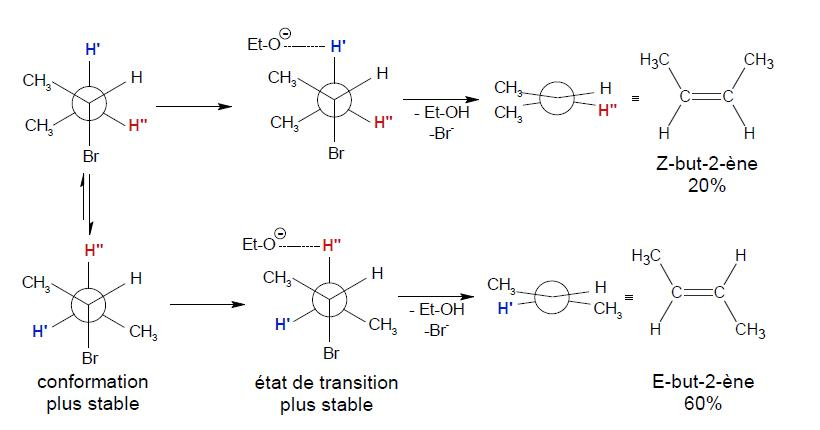 H'
Et-O⊖ H'
CH3 H
CH3 H
CH3 H
H3C CH3
CH3 H"
CH3 H"
- Et-OH
-Br-
CH3 H"
≡
C C
H H
Br
Br
Z-but-2-ène
20%
H"
Et-O⊖ H"
CH3 H
CH3 H
CH3 H
H3C H
H' CH3
H' CH3
- Et-OH
-Br-
H' CH3
≡
C C
H CH3
Br
Br
conformation
plus stable
état de transition
plus stable
E-but-2-ène
60%